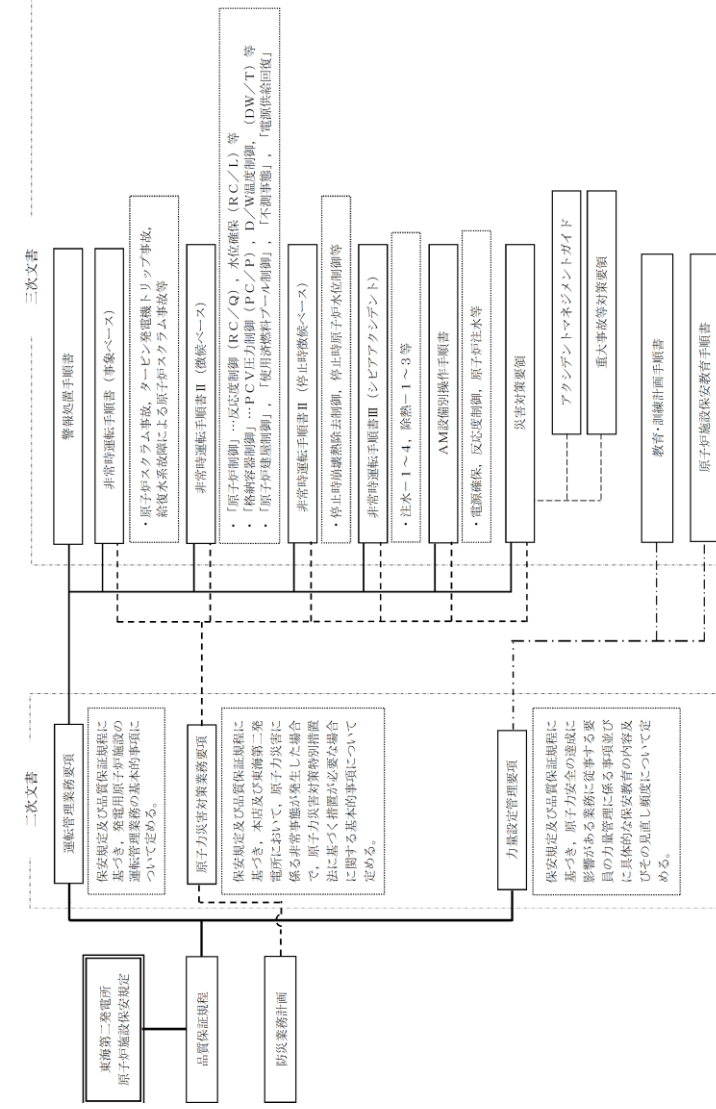 東海第二発電所
原子炉施設保安規定
品質保証規程
防災業務計画
二次文書
運転管理業務要項
保安規定及び品質保証規程に
基づき，発電用原子炉施設の
運転管理業務の基本的事項に
ついて定める。
原子力災害対策業務要項
保安規定及び品質保証規程に
基づき，本店及び東海第二発
電所において，原子力災害に
係る非常事態が発生した場合
で，原子力災害対策特別措置
法に基づく措置が必要な場合
に関する基本的事項について
定める。
力量設定管理要項
保安規定及び品質保証規程に
基づき，原子力安全の達成に
影響がある業務に従事する要
員の力量管理に係る事項並び
に具体的な保安教育の内容及
びその見直し頻度について定
める。
三次文書
警報処置手順書
非常時運転手順書（事象ベース）
・原子炉スクラム事故，タービン発電機トリップ事故，
給復水系故障による原子炉スクラム事故等
非常時運転手順書Ⅱ（徴候ベース）
・「原子炉制御」…反応度制御（ＲＣ／Ｑ），水位確保（ＲＣ／Ｌ）等
・「格納容器制御」…ＰＣＶ圧力制御（ＰＣ／Ｐ），Ｄ／Ｗ温度制御，（ＤＷ／Ｔ）等
・「原子炉建屋制御」，「使用済燃料プール制御」，「不測事態」，「電源供給回復」
非常時運転手順書Ⅱ（停止時徴候ベース）
・停止時崩壊熱除去制御，停止時原子炉水位制御等
非常時運転手順書Ⅲ（シビアアクシデント）
・注水－１～４，除熱－１～３等
ＡＭ設備別操作手順書
・電源確保，反応度制御，原子炉注水等
災害対策要領
アクシデントマネジメントガイド
重大事故等対策要領
教育・訓練計画手順書
原子炉施設保安教育手順書